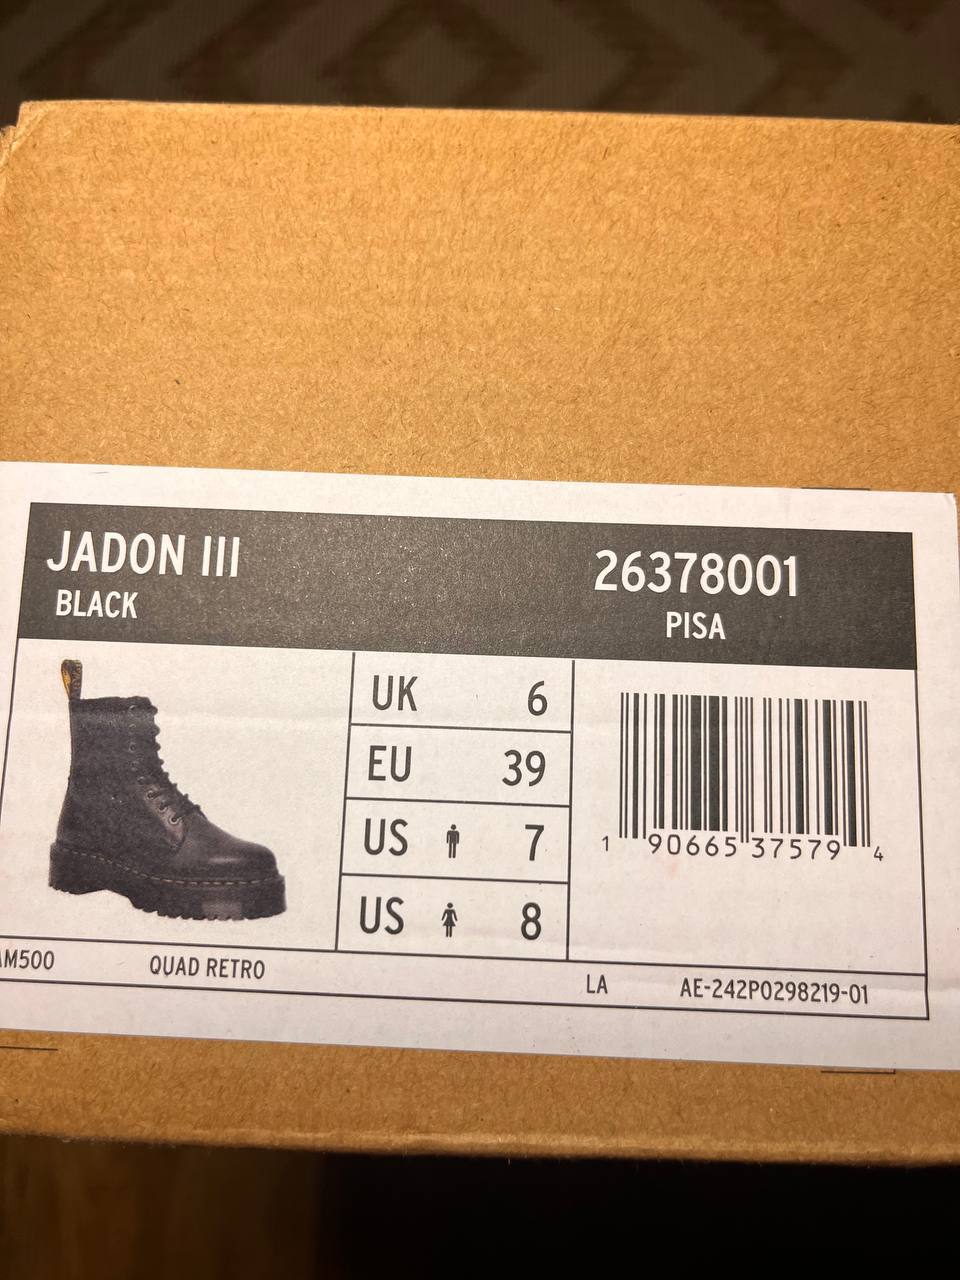 JADON III
BLACK
26378001
PISA
UK 6
EU 39
US 7
US 8
1 90665 37579 4
M500
QUAD RETRO
LA
AE-242P0298219-01